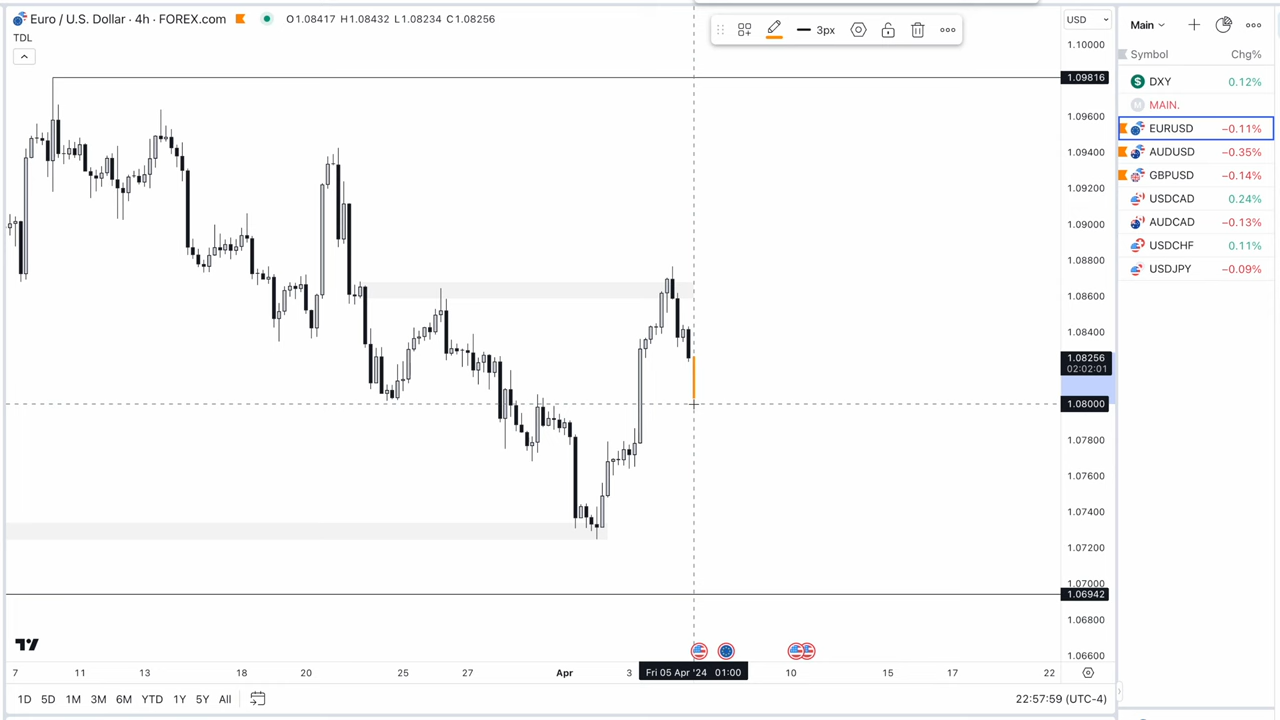 Euro / U.S. Dollar · 4h · FOREX.com O1.08417 H1.08432 L1.08234 C1.08256
TDL
3px
USD
1.10000
1.09816
1.09600
1.09400
1.09200
1.09000
1.08800
1.08600
1.08400
1.08256
02:02:01
1.08000
1.07800
1.07600
1.07400
1.07200
1.07000
1.06942
1.06800
1.06600
Main
Symbol Chg%
DXY 0.12%
MAIN.
EURUSD −0.11%
AUDUSD −0.35%
GBPUSD −0.14%
USDCAD 0.24%
AUDCAD −0.13%
USDCHF 0.11%
USDJPY −0.09%
7 11 13 18 20 25 27 Apr 3 Fri 05 Apr '24 01:00 10 15 17 22
1D 5D 1M 3M 6M YTD 1Y 5Y All 22:57:59 (UTC-4)